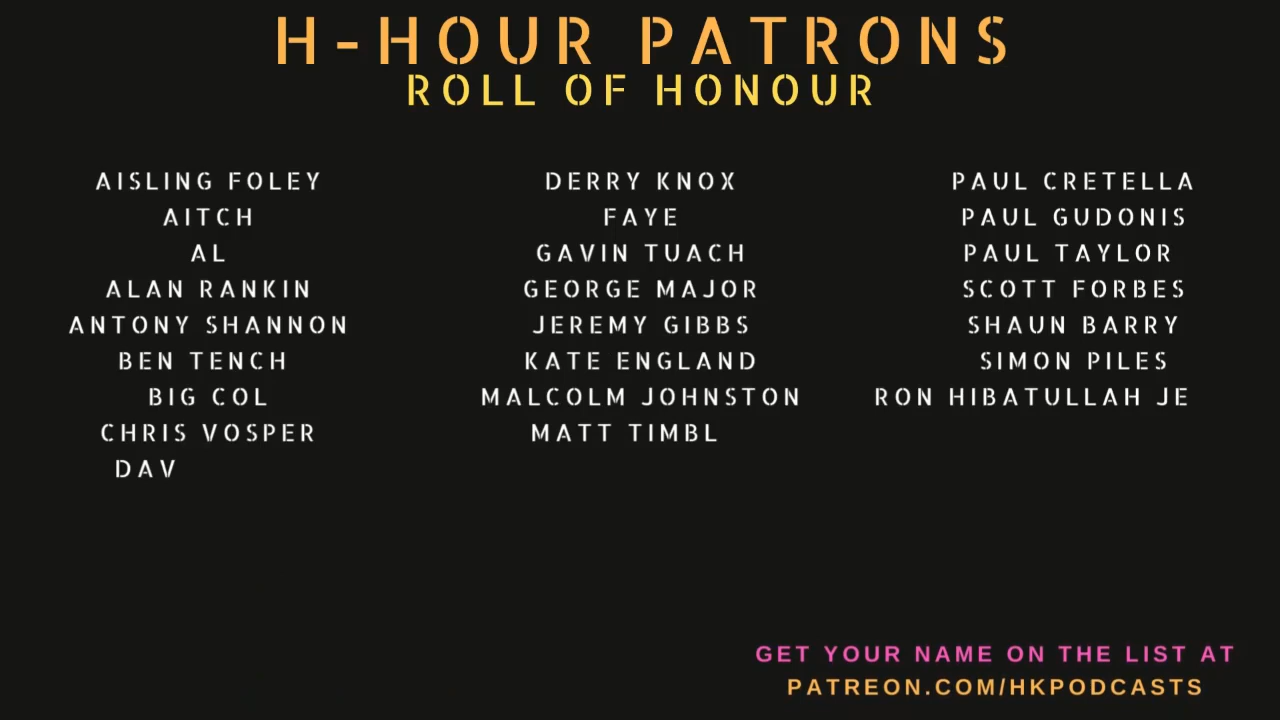 H-HOUR PATRONS
ROLL OF HONOUR
AISLING FOLEY
AITCH
AL
ALAN RANKIN
ANTONY SHANNON
BEN TENCH
BIG COL
CHRIS VOSPER
DAV
DERRY KNOX
FAYE
GAVIN TUACH
GEORGE MAJOR
JEREMY GIBBS
KATE ENGLAND
MALCOLM JOHNSTON
MATT TIMBL
PAUL CRETELLA
PAUL GUDONIS
PAUL TAYLOR
SCOTT FORBES
SHAUN BARRY
SIMON PILES
RON HIBATULLAH JE
GET YOUR NAME ON THE LIST AT
PATREON.COM/HKPODCASTS